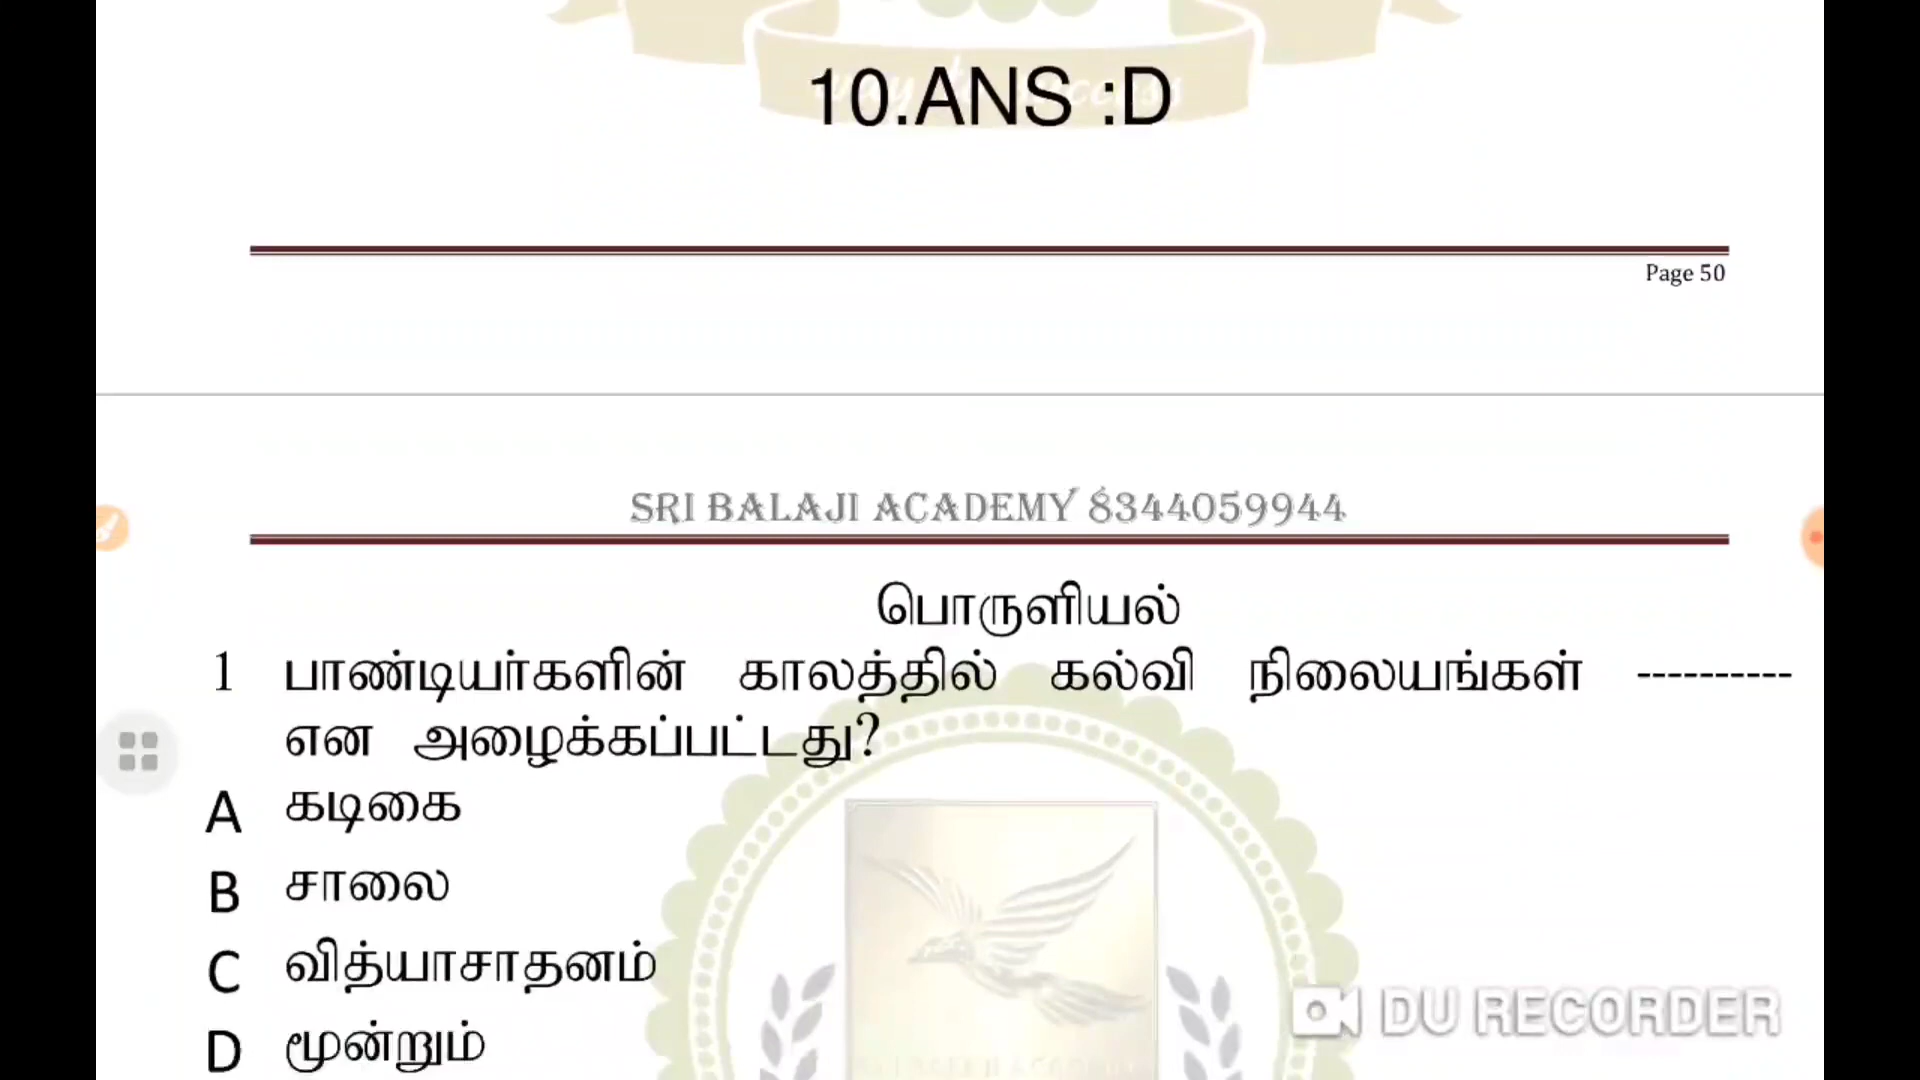 10.ANS :D
Page 50
SRI BALAJI ACADEMY 8344059944
பொருளியல்
1 பாண்டியர்களின் காலத்தில் கல்வி நிலையங்கள் ----------
என அழைக்கப்பட்டது?
A கடிகை
B சாலை
C வித்யாசாதனம்
D மூன்றும்
DU RECORDER